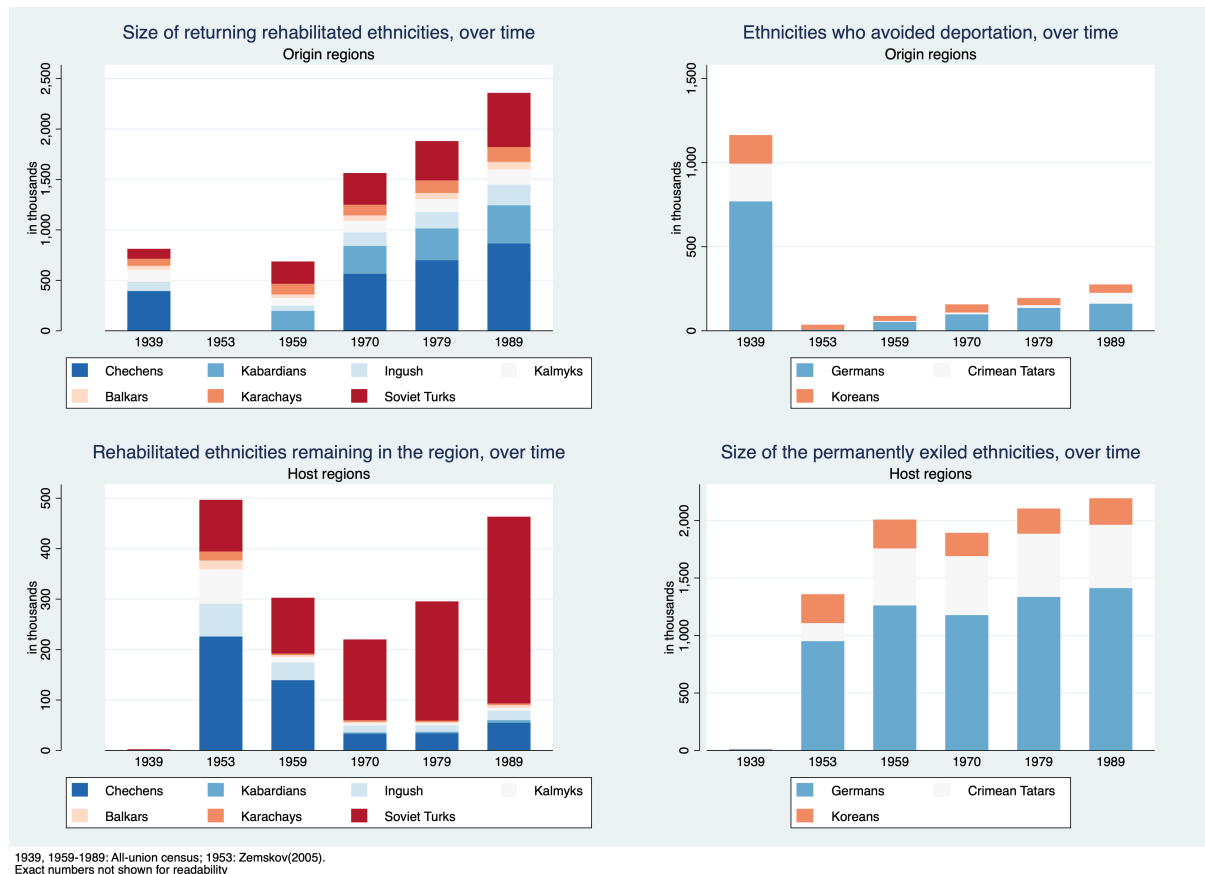 Size of returning rehabilitated ethnicities, over time
Origin regions
in thousands
2,500
2,000
1,500
1,000
500
0
1939 1953 1959 1970 1979 1989
Chechens Kabardians Ingush Kalmyks
Balkars Karachays Soviet Turks
Ethnicities who avoided deportation, over time
Origin regions
in thousands
1,500
1,000
500
0
1939 1953 1959 1970 1979 1989
Germans Crimean Tatars
Koreans
Rehabilitated ethnicities remaining in the region, over time
Host regions
in thousands
500
400
300
200
100
0
1939 1953 1959 1970 1979 1989
Chechens Kabardians Ingush Kalmyks
Balkars Karachays Soviet Turks
Size of the permanently exiled ethnicities, over time
Host regions
in thousands
2,000
1,500
1,000
500
0
1939 1953 1959 1970 1979 1989
Germans Crimean Tatars
Koreans
1939, 1959-1989: All-union census; 1953: Zemskov(2005).
Exact numbers not shown for readability